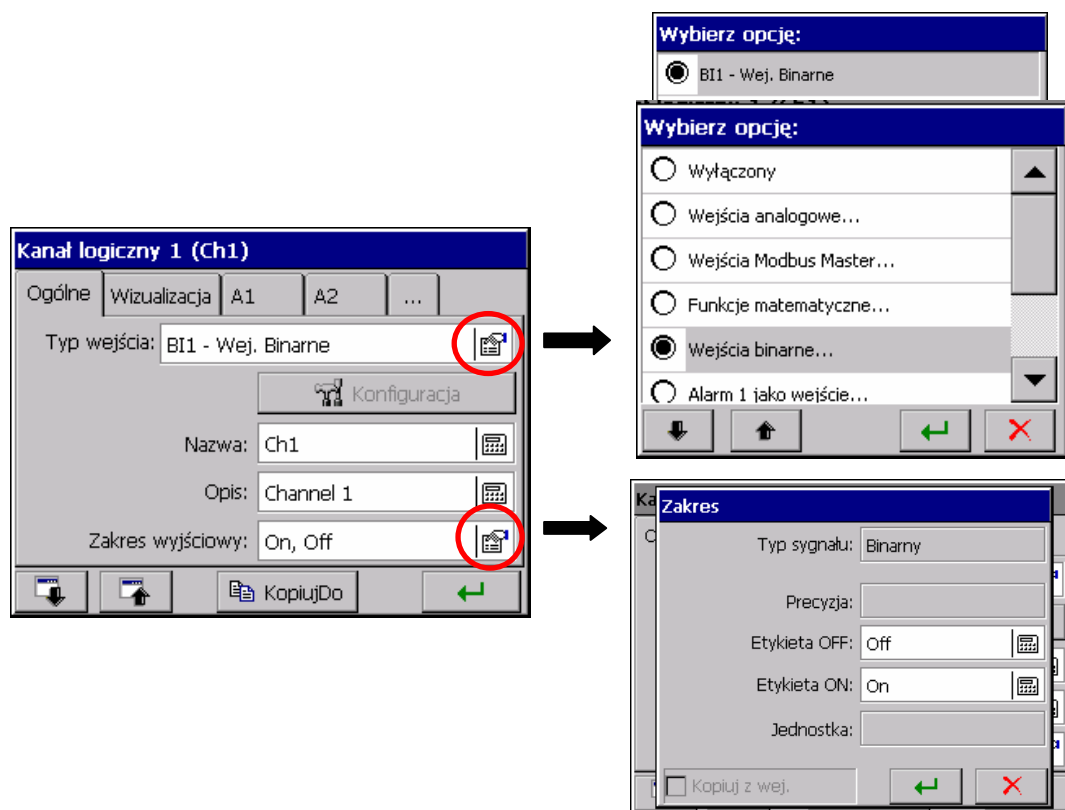 Wybierz opcję:
BI1 - Wej. Binarne
Wybierz opcję:
Wyłączony
Wejścia analogowe...
Wejścia Modbus Master...
Funkcje matematyczne...
Wejścia binarne...
Alarm 1 jako wejście...
Kanał logiczny 1 (Ch1)
Ogólne Wizualizacja A1 A2 ...
Typ wejścia: BI1 - Wej. Binarne
Konfiguracja
Nazwa: Ch1
Opis: Channel 1
Zakres wyjściowy: On, Off
KopiujDo
Ka
Zakres
Typ sygnału: Binarny
Precyzja:
Etykieta OFF: Off
Etykieta ON: On
Jednostka:
Kopiuj z wej.